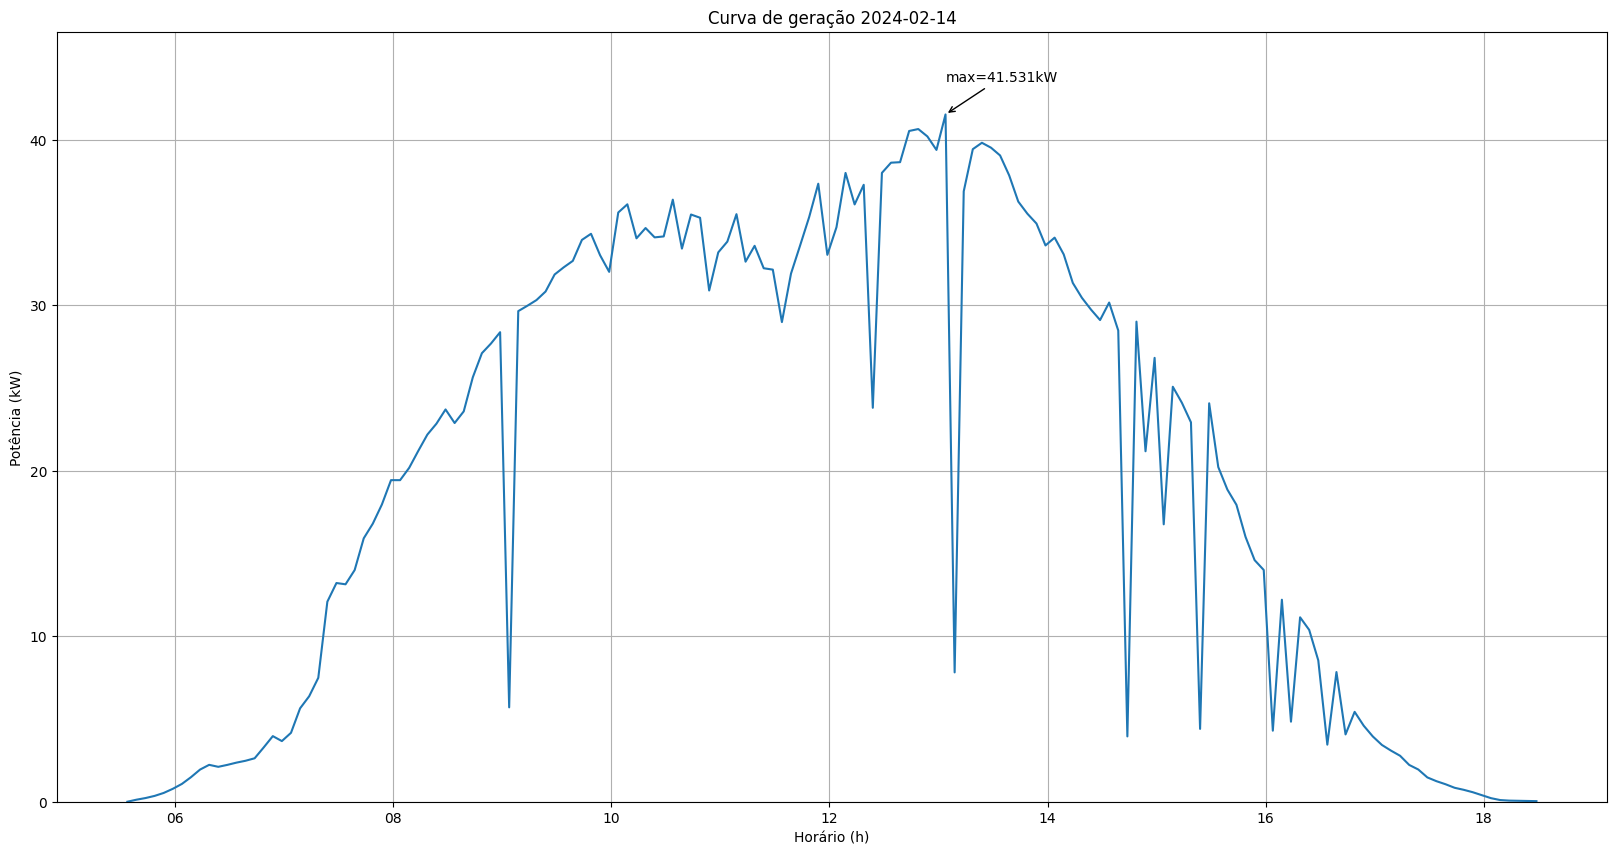 Curva de geração 2024-02-14
max=41.531kW
Potência (kW)
40
30
20
10
0
06 08 10 12 14 16 18
Horário (h)